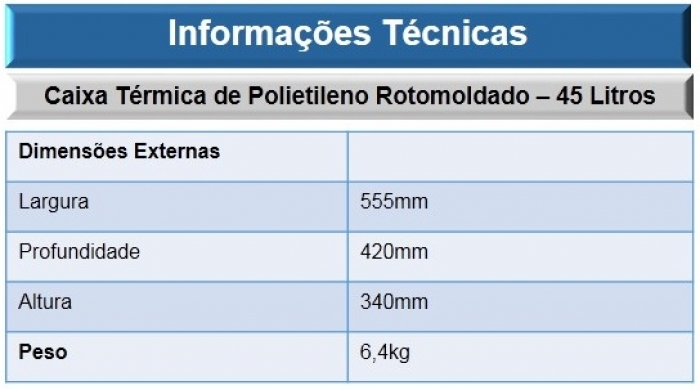 Informações Técnicas
Caixa Térmica de Polietileno Rotomoldado – 45 Litros
Dimensões Externas
Largura 555mm
Profundidade 420mm
Altura 340mm
Peso 6,4kg